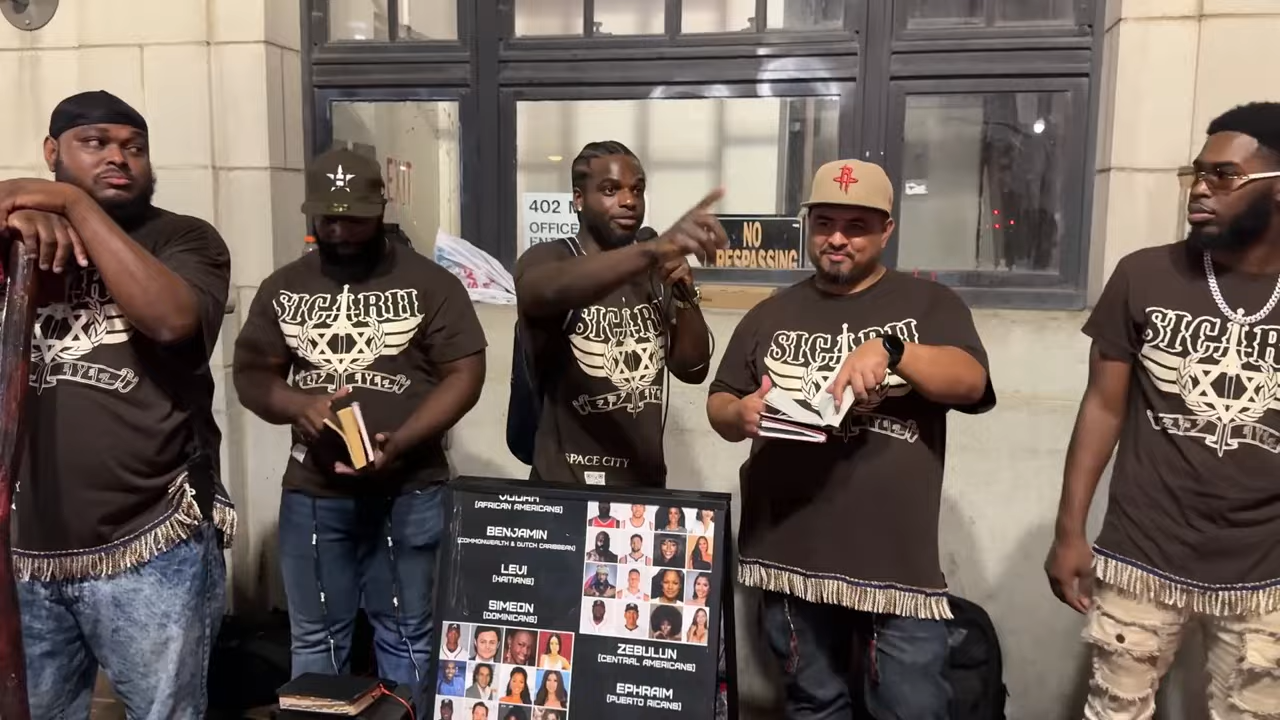 EXIT
402 M
OFFICE
ENT
NO
TRESPASSING
SICARII
SICARII
SICARII
SPACE CITY
SICARII
SICARII
JUDAH
(AFRICAN AMERICANS)
BENJAMIN
(COMMONWEALTH & DUTCH CARIBBEAN)
LEVI
(HAITIANS)
SIMEON
(DOMINICANS)
ZEBULUN
(CENTRAL AMERICANS)
EPHRAIM
(PUERTO RICANS)